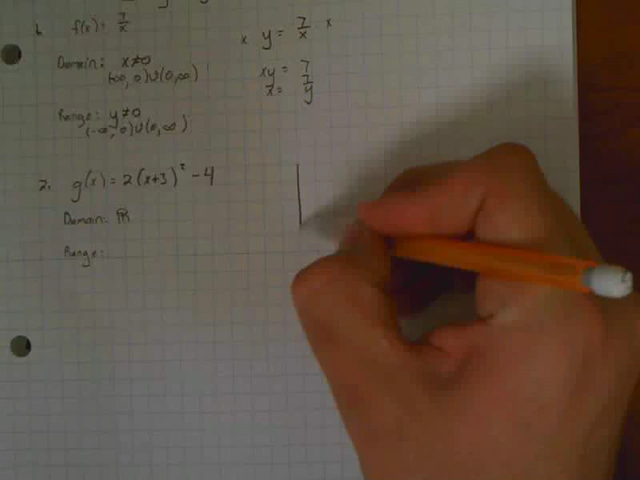 1. f(x) = 7/x
x y = 7/x x
Domain: x≠0
(-∞, 0)∪(0,∞)
xy = 7
x = 7/y
Range: y≠0
(-∞, 0)∪(0, ∞)
2. g(x) = 2(x+3)² - 4
Domain: ℝ
Range: